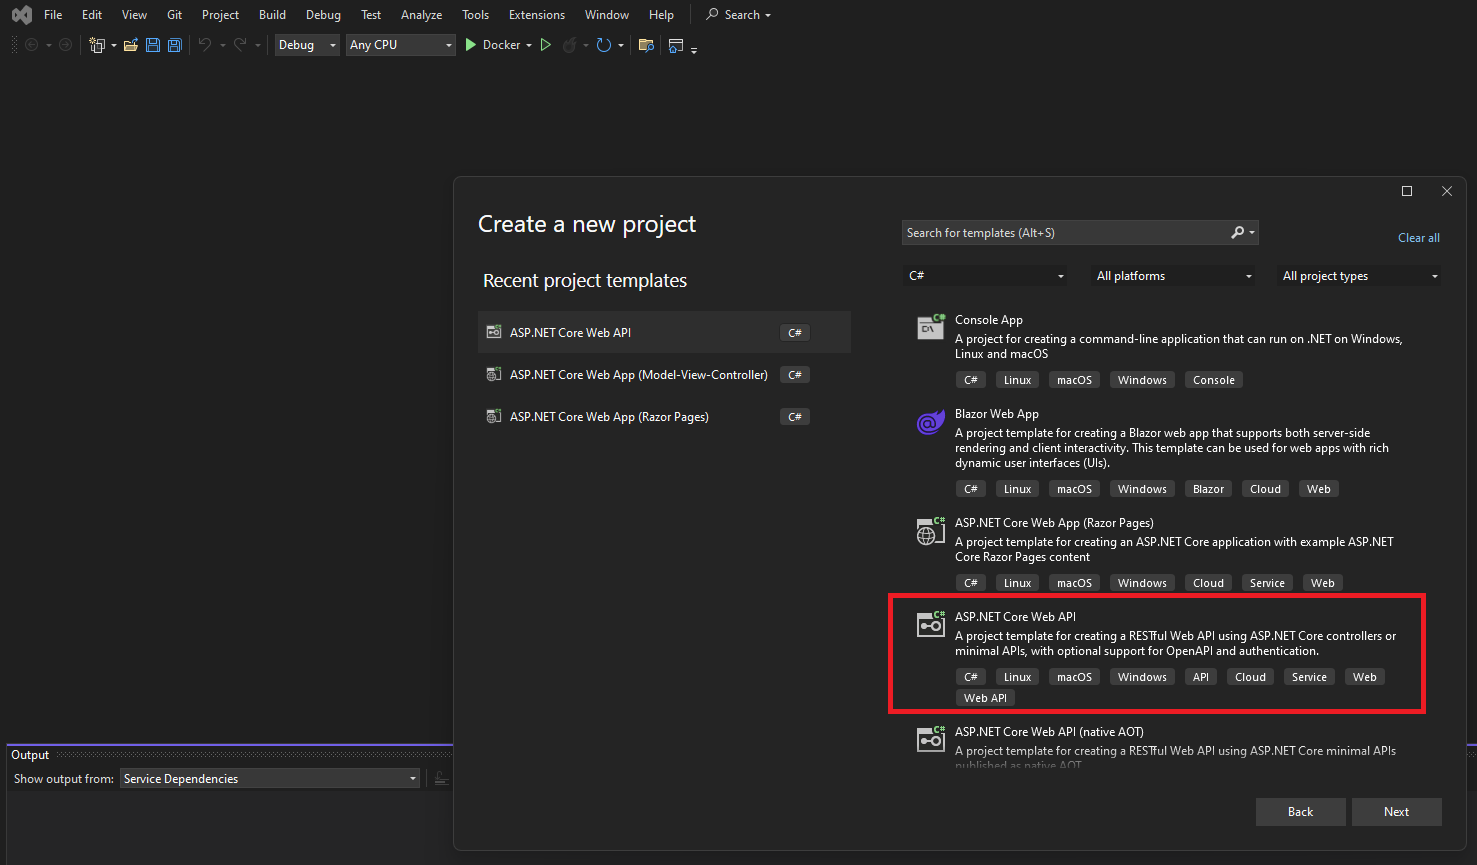 File Edit View Git Project Build Debug Test Analyze Tools Extensions Window Help Search
Debug Any CPU Docker
Create a new project
Search for templates (Alt+S)
Clear all
C# All platforms All project types
Recent project templates
ASP.NET Core Web API C#
ASP.NET Core Web App (Model-View-Controller) C#
ASP.NET Core Web App (Razor Pages) C#
C#
Console App
A project for creating a command-line application that can run on .NET on Windows,
Linux and macOS
C# Linux macOS Windows Console
Blazor Web App
A project template for creating a Blazor web app that supports both server-side
rendering and client interactivity. This template can be used for web apps with rich
dynamic user interfaces (UIs).
C# Linux macOS Windows Blazor Cloud Web
C#
ASP.NET Core Web App (Razor Pages)
A project template for creating an ASP.NET Core application with example ASP.NET
Core Razor Pages content
C# Linux macOS Windows Cloud Service Web
C#
ASP.NET Core Web API
A project template for creating a RESTful Web API using ASP.NET Core controllers or
minimal APIs, with optional support for OpenAPI and authentication.
C# Linux macOS Windows API Cloud Service Web
Web API
C#
ASP.NET Core Web API (native AOT)
A project template for creating a RESTful Web API using ASP.NET Core minimal APIs
published as native AOT
Back Next
Output
Show output from: Service Dependencies